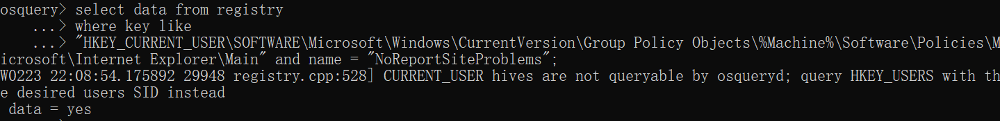 osquery> select data from registry
    ...> where key like
    ...> "HKEY_CURRENT_USER\SOFTWARE\Microsoft\Windows\CurrentVersion\Group Policy Objects\%Machine%\Software\Policies\M
icrosoft\Internet Explorer\Main" and name = "NoReportSiteProblems";
W0223 22:08:54.175892 29948 registry.cpp:528] CURRENT_USER hives are not queryable by osqueryd; query HKEY_USERS with th
e desired users SID instead
 data = yes